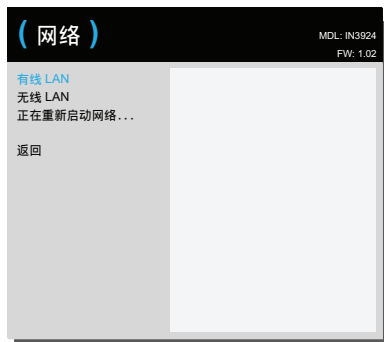 (网络)
MDL: IN3924
FW: 1.02
有线 LAN
无线 LAN
正在重新启动网络...
返回